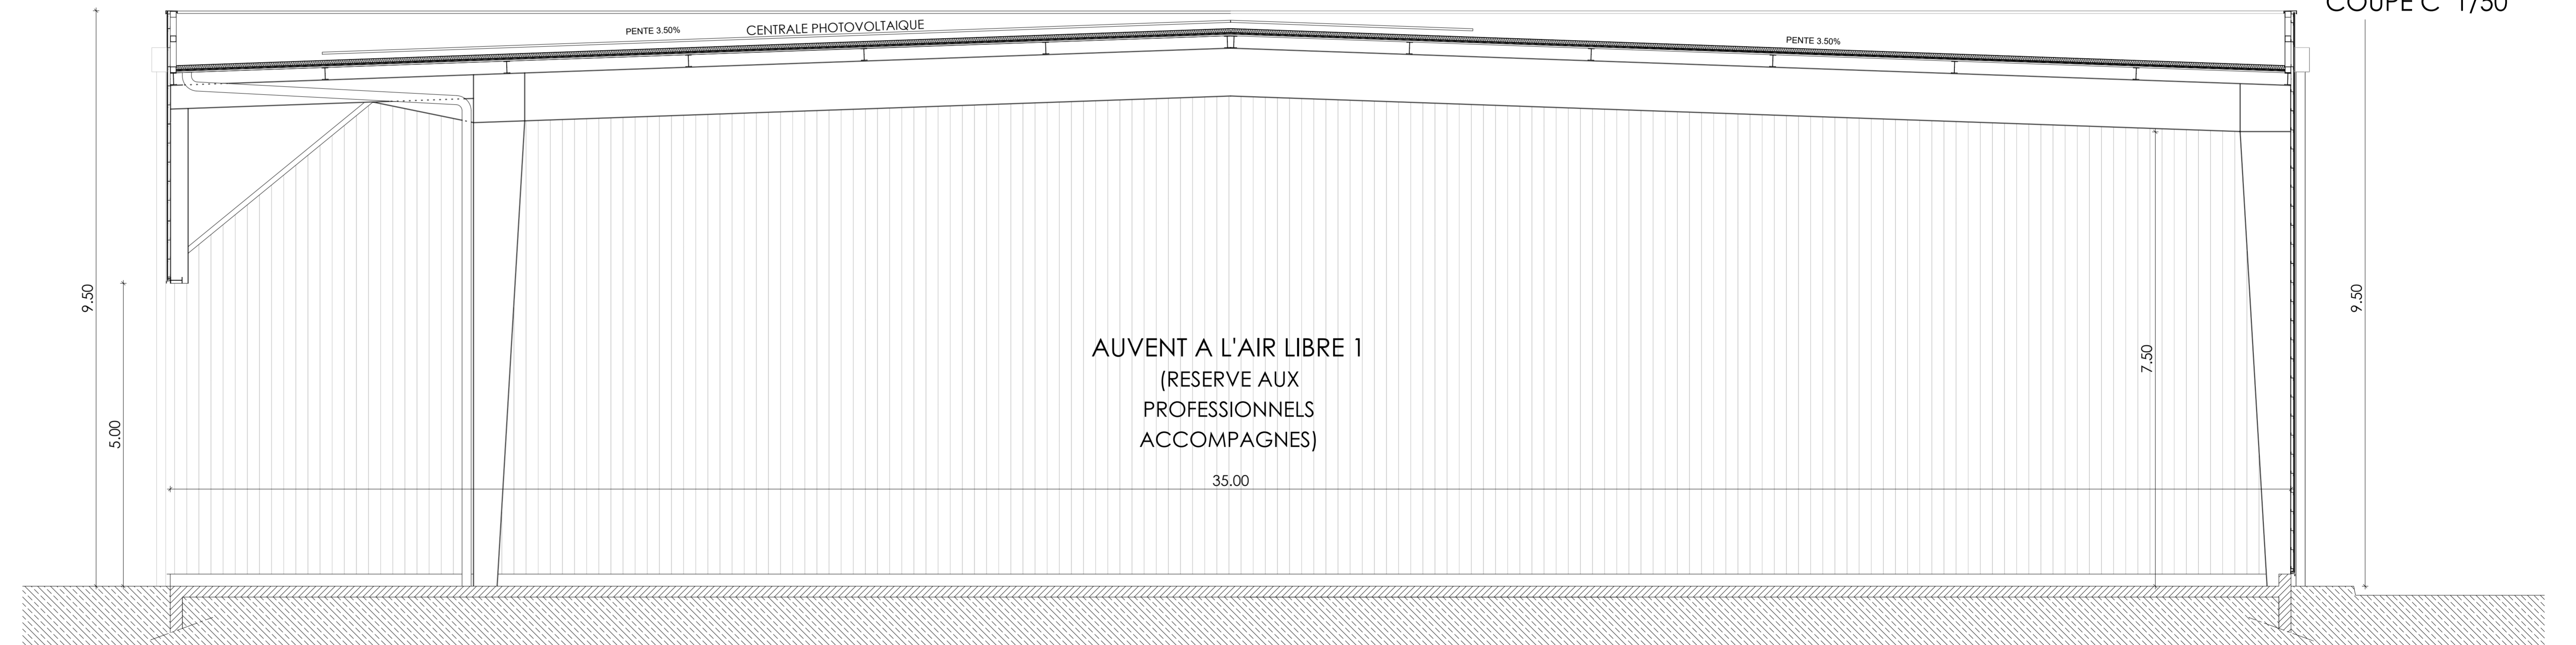 COUPE C 1/50
PENTE 3.50%
CENTRALE PHOTOVOLTAIQUE
PENTE 3.50%
9.50
5.00
AUVENT A L'AIR LIBRE 1
(RESERVE AUX
PROFESSIONNELS
ACCOMPAGNES)
35.00
7.50
9.50